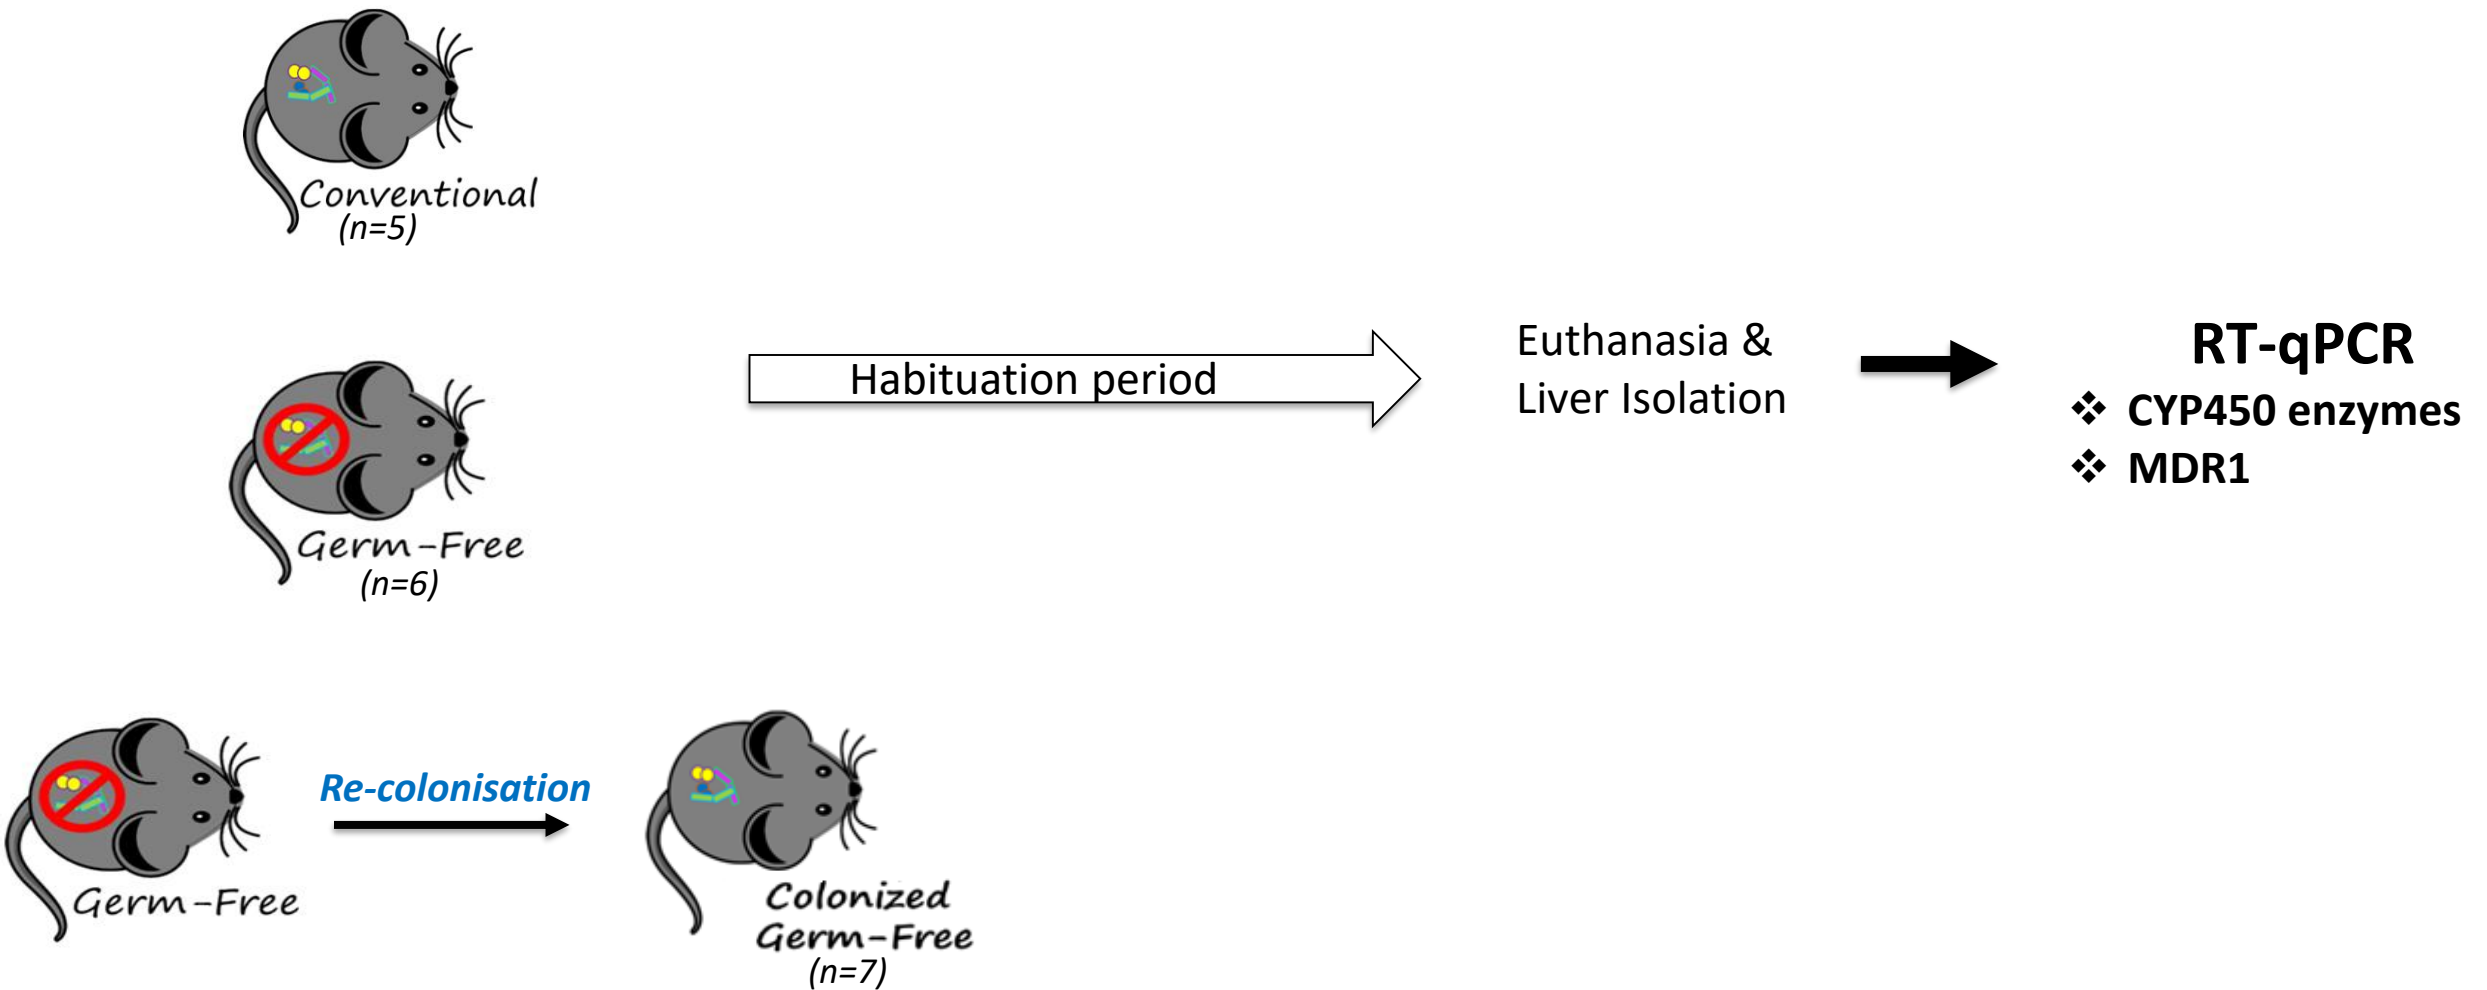 Conventional
(n=5)
Germ-Free
(n=6)
Habituation period
Euthanasia &
Liver Isolation
RT-qPCR
❖ CYP450 enzymes
❖ MDR1
Germ-Free
Re-colonisation
Colonized
Germ-Free
(n=7)